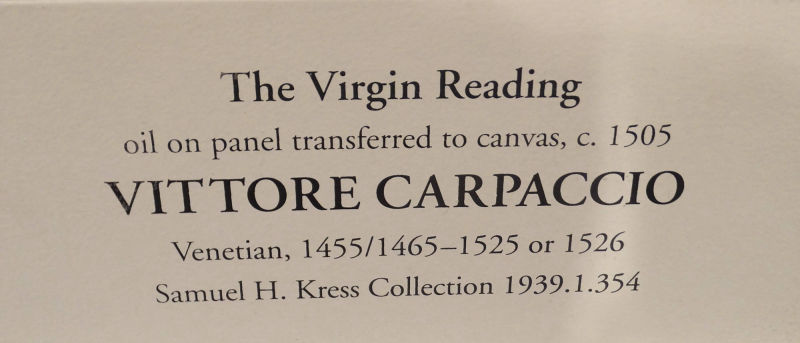 The Virgin Reading
oil on panel transferred to canvas, c. 1505
VITTORE CARPACCIO
Venetian, 1455/1465–1525 or 1526
Samuel H. Kress Collection 1939.1.354